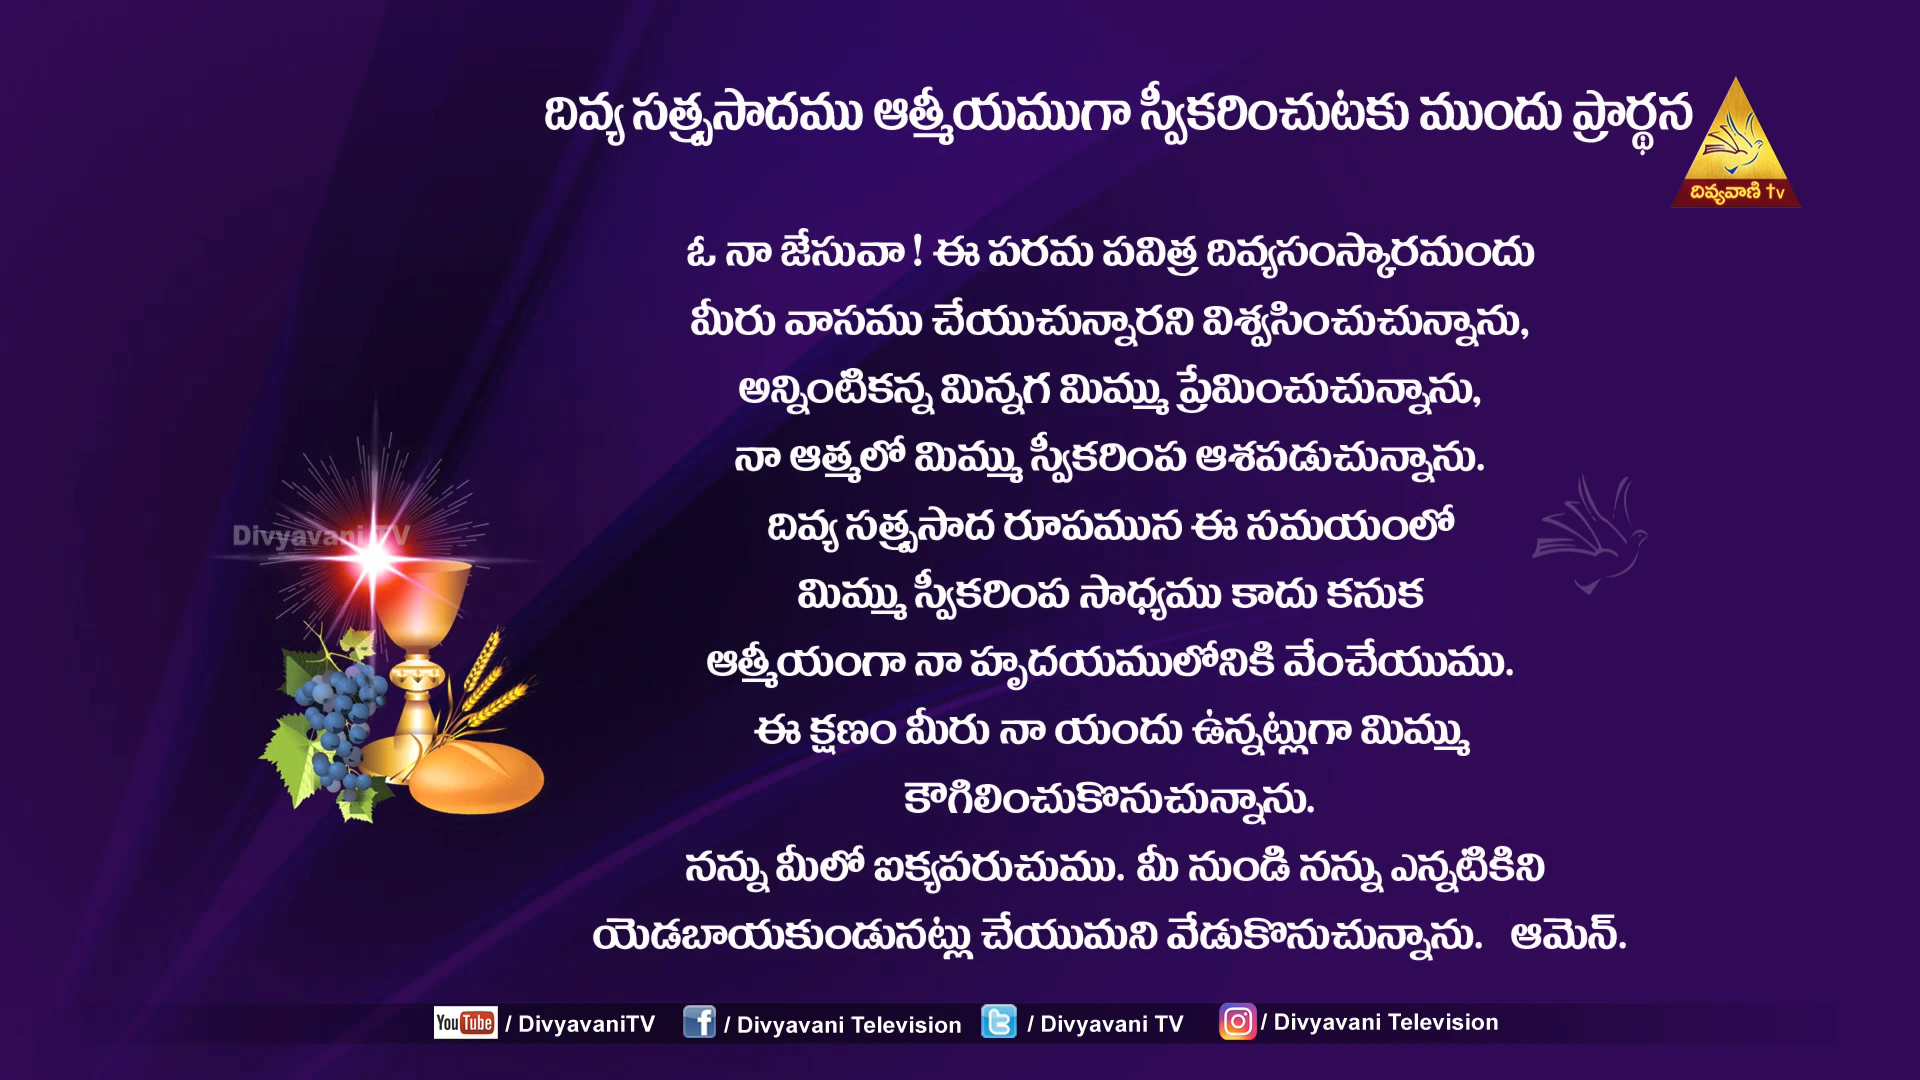 దివ్య సత్ప్రసాదము ఆత్మీయముగా స్వీకరించుటకు ముందు ప్రార్థన
దివ్యవాణి tv
ఓ నా జేసువా ! ఈ పరమ పవిత్ర దివ్యసంస్కారమందు
మీరు వాసము చేయుచున్నారని విశ్వసించుచున్నాను,
అన్నింటికన్న మిన్నగ మిమ్ము ప్రేమించుచున్నాను,
నా ఆత్మలో మిమ్ము స్వీకరింప ఆశపడుచున్నాను.
దివ్య సత్ప్రసాద రూపమున ఈ సమయంలో
మిమ్ము స్వీకరింప సాధ్యము కాదు కనుక
ఆత్మీయంగా నా హృదయములోనికి వేంచేయుము.
ఈ క్షణం మీరు నా యందు ఉన్నట్లుగా మిమ్ము
కౌగిలించుకొనుచున్నాను.
నన్ను మీలో ఐక్యపరుచుము. మీ నుండి నన్ను ఎన్నటికిని
యెడబాయకుండునట్లు చేయుమని వేడుకొనుచున్నాను. ఆమెన్.
Divyavani TV
YouTube / DivyavaniTV f / Divyavani Television / Divyavani TV / Divyavani Television